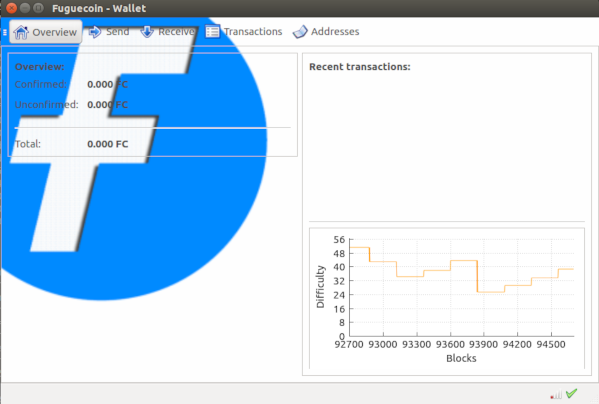 Fuguecoin - Wallet
Overview Send Receive Transactions Addresses
Overview:
Confirmed: 0.000 FC
Unconfirmed: 0.000 FC
Total: 0.000 FC
Recent transactions:
56
48
40
32
24
16
8
0
Difficulty
92700 93000 93300 93600 93900 94200 94500
Blocks